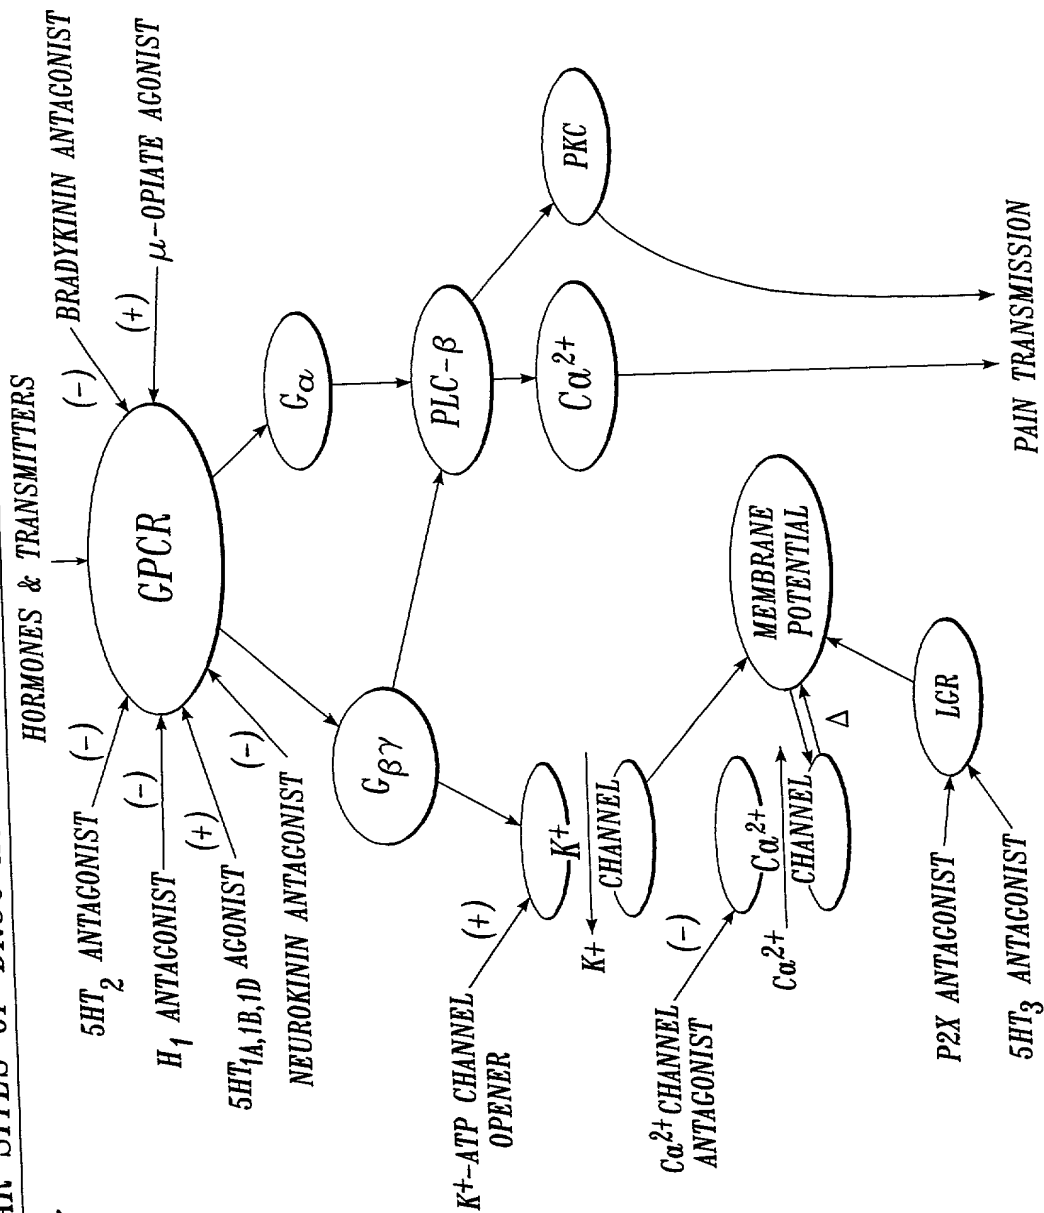 HORMONES & TRANSMITTERS
BRADYKININ ANTAGONIST
(-)
μ-OPIATE AGONIST
(+)
GPCR
5HT2 ANTAGONIST
(-)
H1 ANTAGONIST
(-)
5HT1A,1B,1D AGONIST
(+)
NEUROKININ ANTAGONIST
(-)
Gα
Gβγ
PLC-β
PKC
Ca2+
K+-ATP CHANNEL
OPENER
(+)
K+
CHANNEL
K+
Ca2+ CHANNEL
ANTAGONIST
(-)
Ca2+
CHANNEL
Ca2+
MEMBRANE
POTENTIAL
Δ
LGR
P2X ANTAGONIST
5HT3 ANTAGONIST
PAIN TRANSMISSION